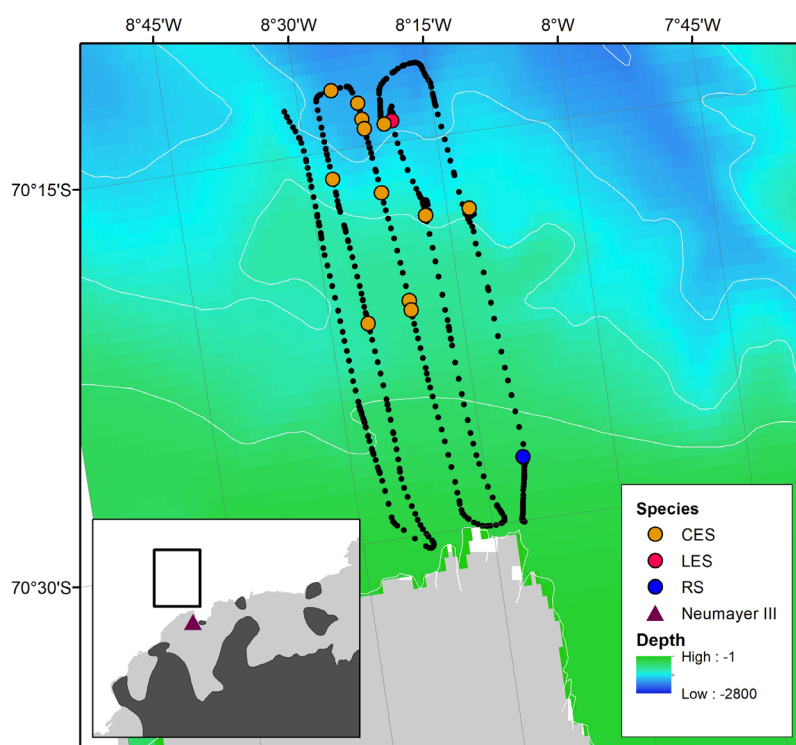 8°45'W 8°30'W 8°15'W 8°W 7°45'W
70°15'S
70°30'S
Species
CES
LES
RS
Neumayer III
Depth
High : -1
Low : -2800